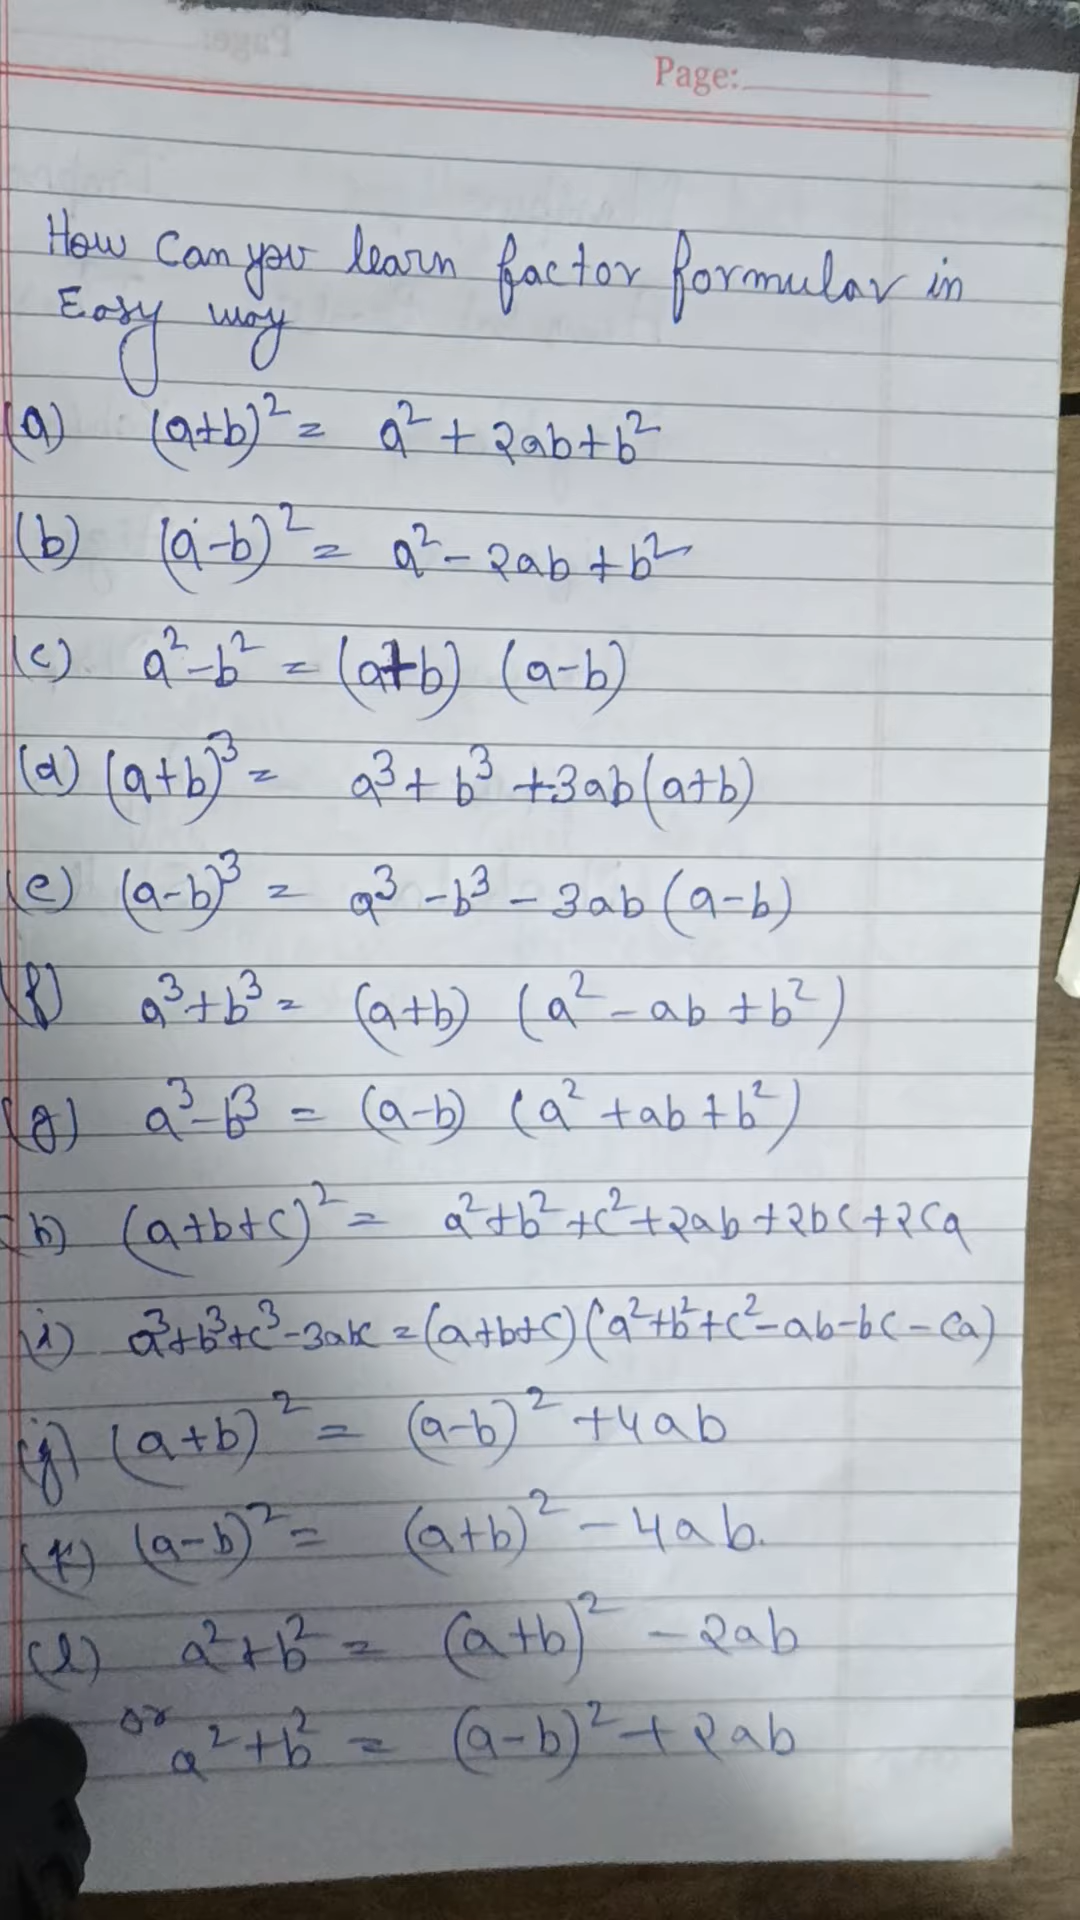 Page:
How Can you learn factor formular in
Easy way
(a) (a+b)² = a² + 2ab + b²
(b) (a-b)² = a² - 2ab + b²
(c) a² - b² = (a+b) (a-b)
(d) (a+b)³ = a³ + b³ + 3ab(a+b)
(e) (a-b)³ = a³ - b³ - 3ab (a-b)
(f) a³ + b³ = (a+b) (a² - ab + b²)
(g) a³ - b³ = (a-b) (a² + ab + b²)
(h) (a+b+c)² = a² + b² + c² + 2ab + 2bc + 2ca
(i) a³+b³+c³-3abc = (a+b+c) (a²+b²+c²-ab-bc-ca)
(j) (a+b)² = (a-b)² + 4ab
(k) (a-b)² = (a+b)² - 4ab.
(l) a² + b² = (a+b)² - 2ab
or a² + b² = (a-b)² + 2ab